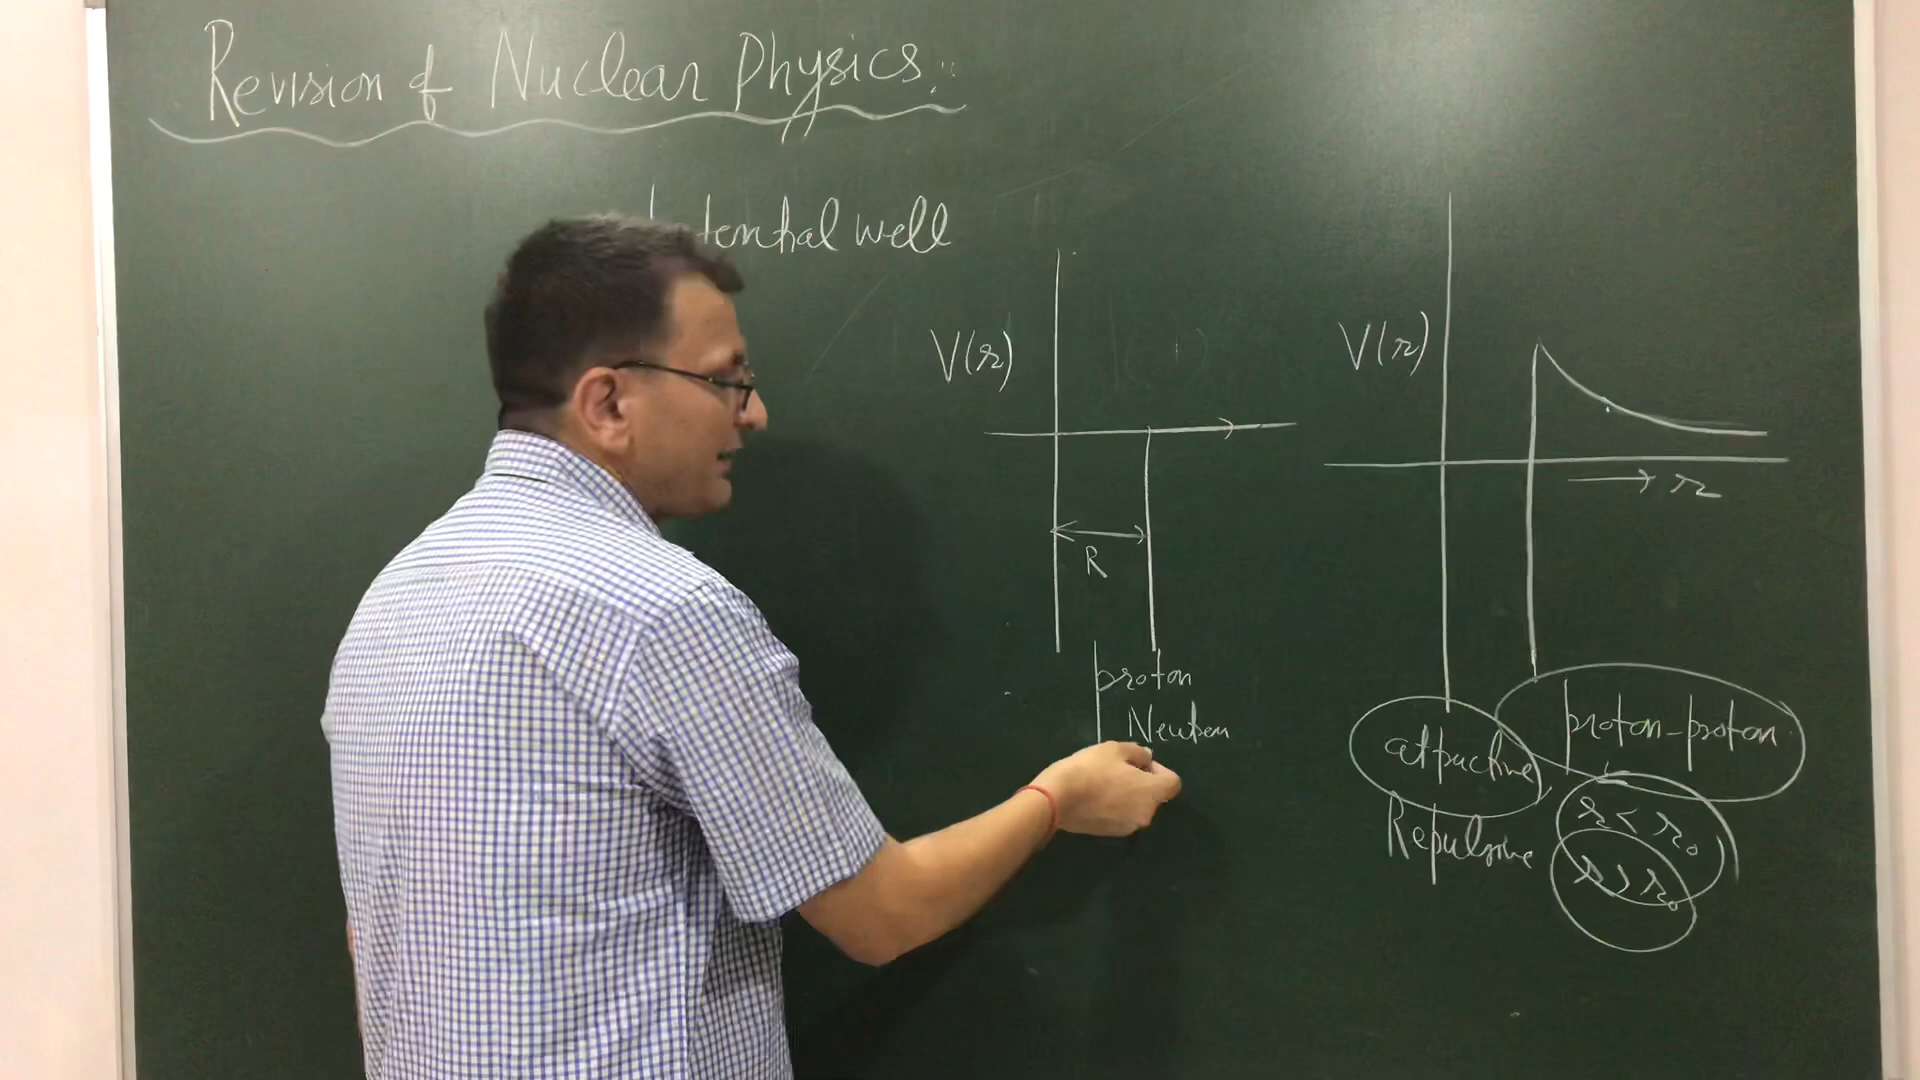 Revision of Nuclear Physics.
potential well
V(r)
R
proton
Neutron
V(r)
→ r
proton-proton
attractive
r < r₀
Repulsive
r > r₀